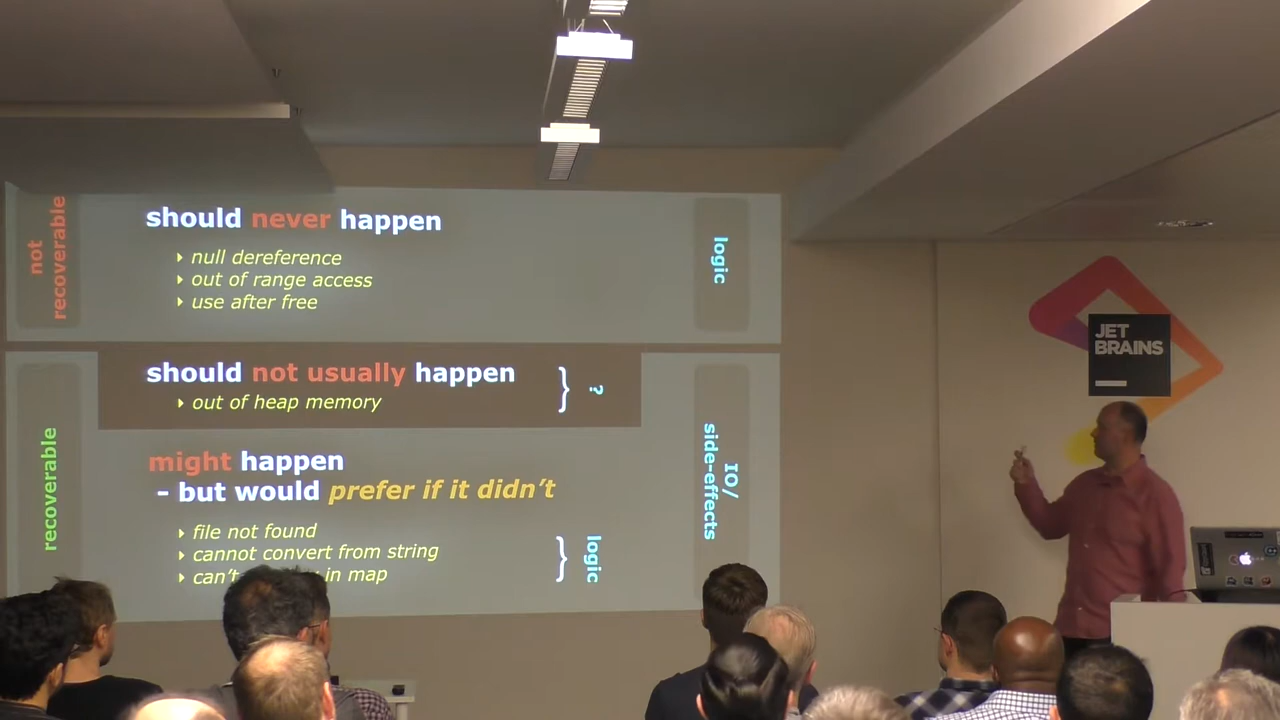 not
recoverable
should never happen
null dereference
out of range access
use after free
logic
recoverable
should not usually happen
out of heap memory
} ?
might happen
- but would prefer if it didn't
file not found
cannot convert from string
can't in map
} logic
IO/
side-effects
JET
BRAINS